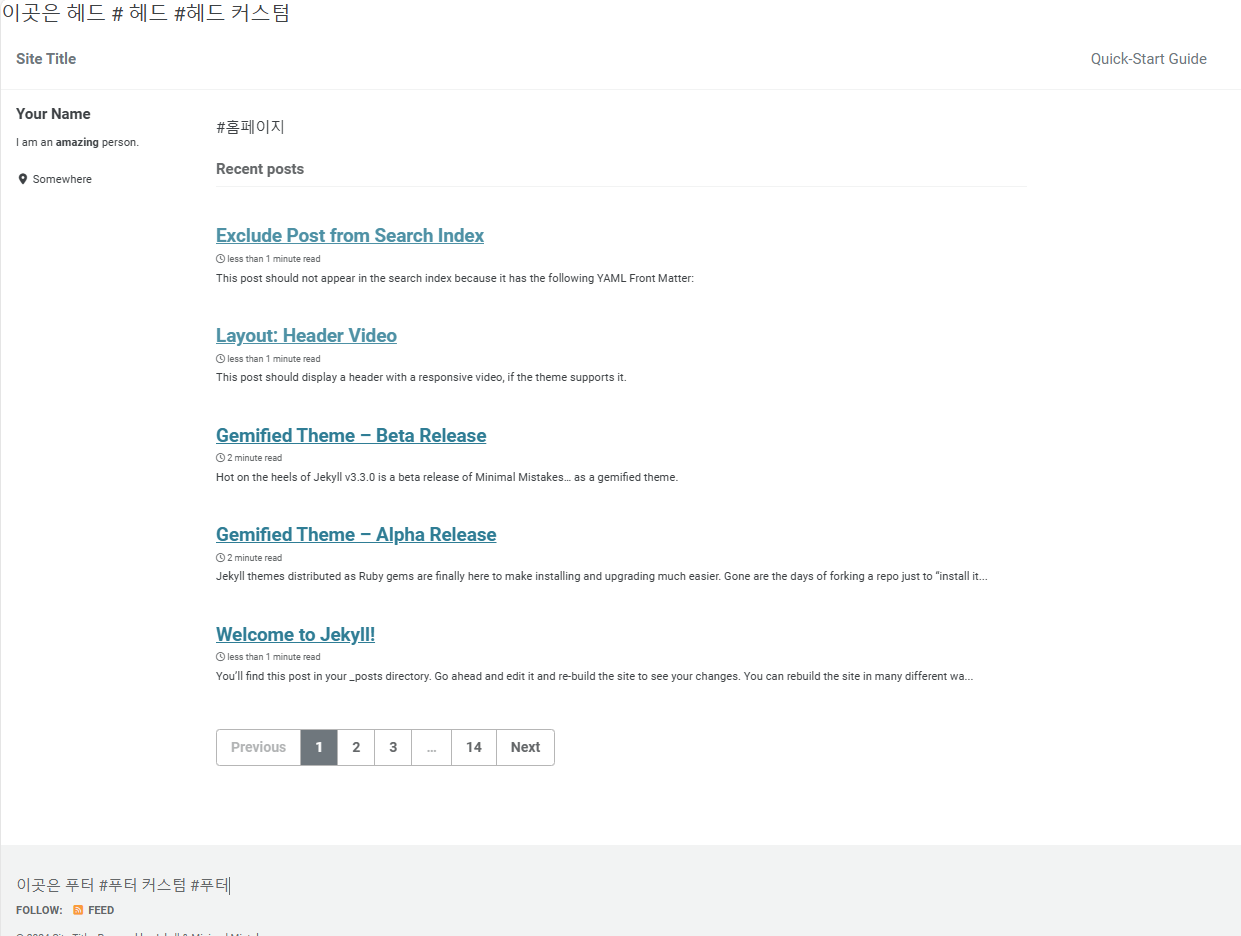 이곳은 헤드 # 헤드 #헤드 커스텀
Site Title
Quick-Start Guide
Your Name
I am an amazing person.
Somewhere
#홈페이지
Recent posts
Exclude Post from Search Index
less than 1 minute read
This post should not appear in the search index because it has the following YAML Front Matter:
Layout: Header Video
less than 1 minute read
This post should display a header with a responsive video, if the theme supports it.
Gemified Theme – Beta Release
2 minute read
Hot on the heels of Jekyll v3.3.0 is a beta release of Minimal Mistakes… as a gemified theme.
Gemified Theme – Alpha Release
2 minute read
Jekyll themes distributed as Ruby gems are finally here to make installing and upgrading much easier. Gone are the days of forking a repo just to “install it...
Welcome to Jekyll!
less than 1 minute read
You’ll find this post in your _posts directory. Go ahead and edit it and re-build the site to see your changes. You can rebuild the site in many different wa...
Previous 1 2 3 … 14 Next
이곳은 푸터 #푸터 커스텀 #푸터
FOLLOW: FEED